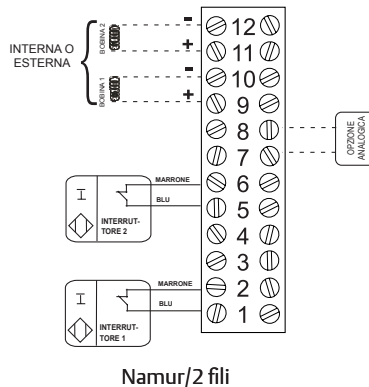 INTERNA O
ESTERNA
BOBINA 2
-
+
BOBINA 1
-
+
12
11
10
9
8
7
6
5
4
3
2
1
OPZIONE
ANALOGICA
MARRONE
BLU
INTERRUT-
TORE 2
MARRONE
BLU
INTERRUT-
TORE 1
Namur/2 fili